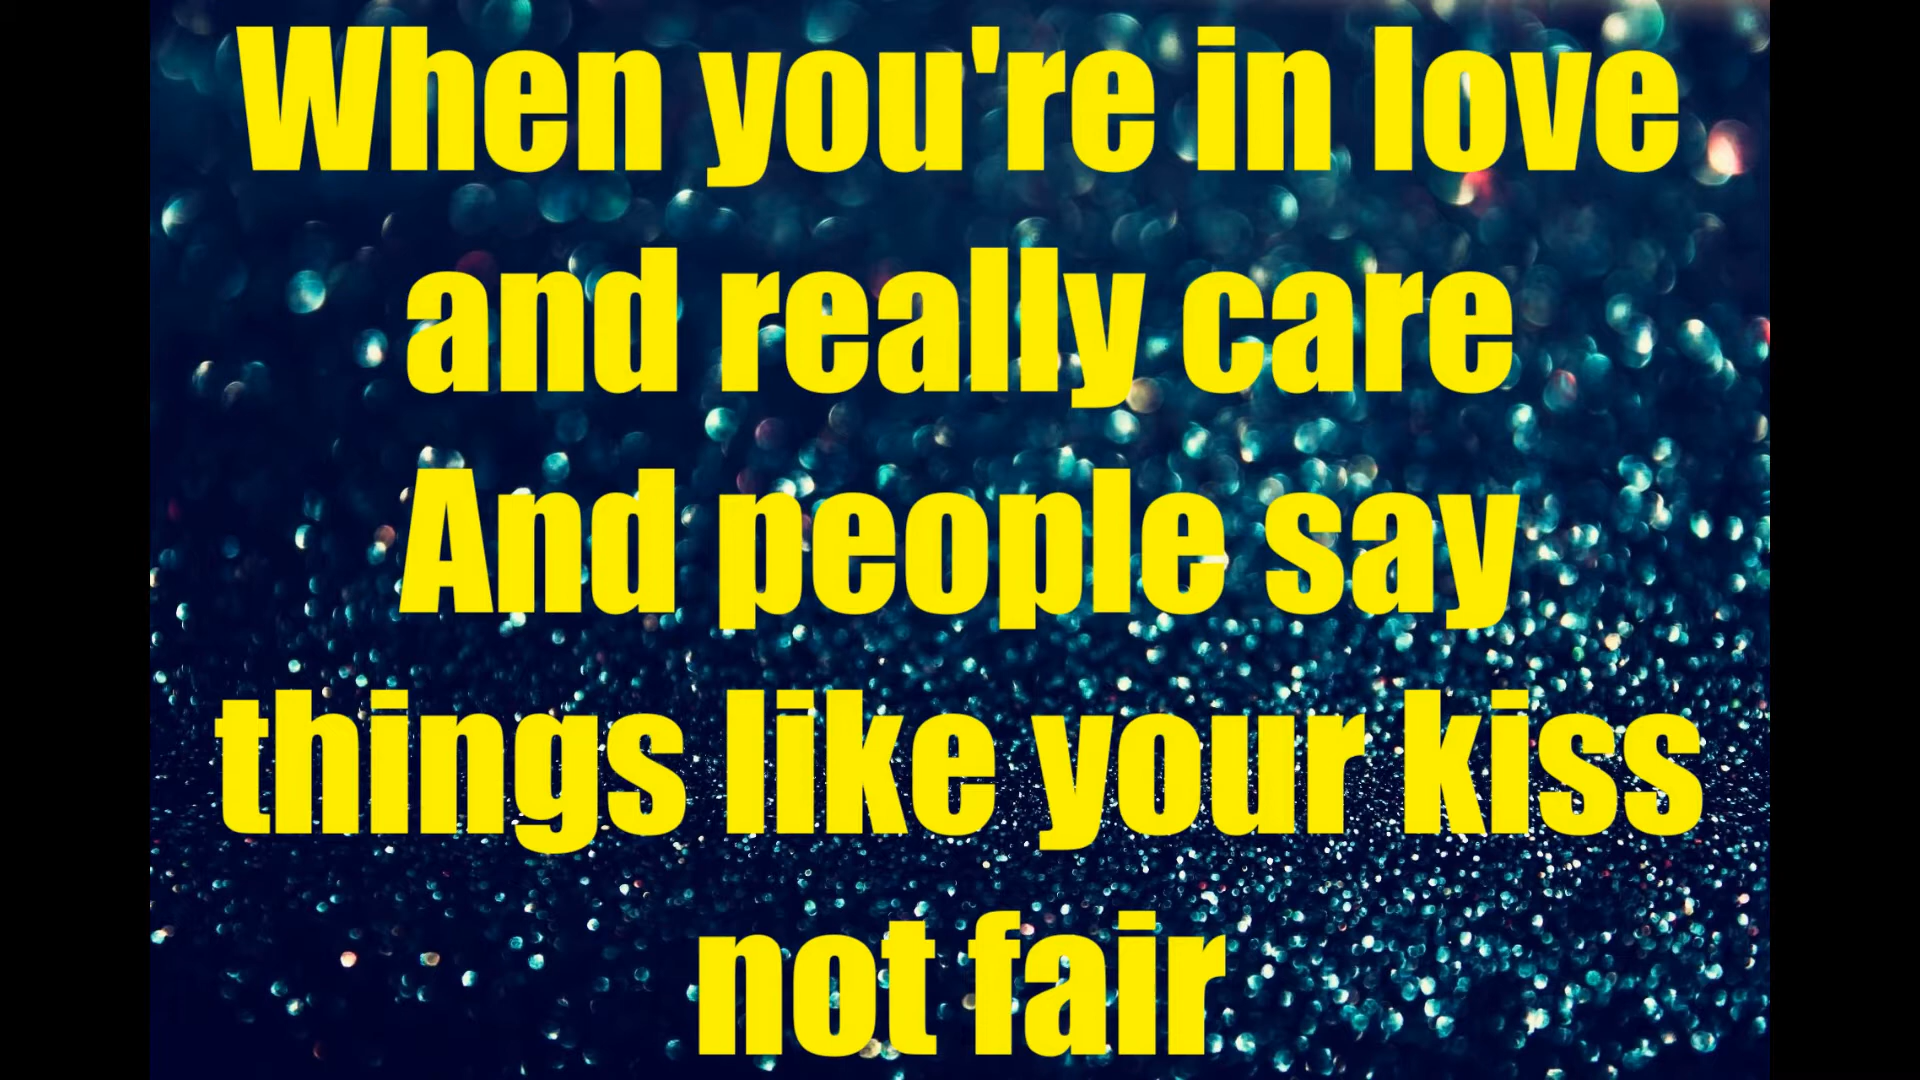 When you're in love
and really care
And people say
things like your kiss
not fair